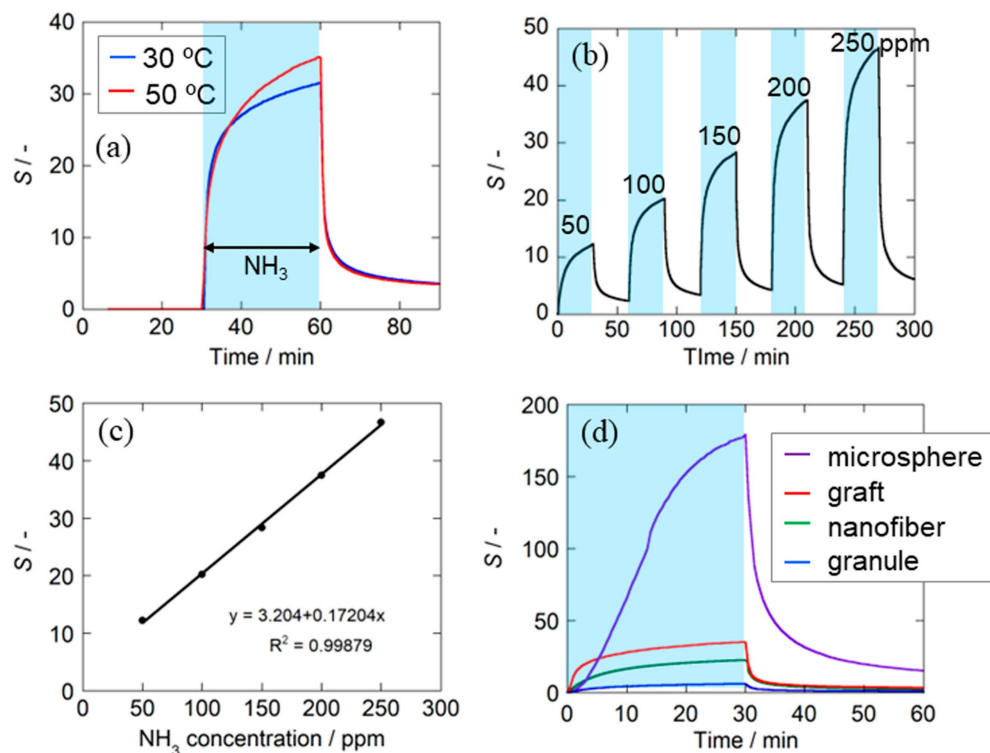 (a)
30 °C
50 °C
NH₃
S / -
40
30
20
10
0
0 20 40 60 80
Time / min
(b)
50
100
150
200
250 ppm
S / -
50
40
30
20
10
0
0 50 100 150 200 250 300
TIme / min
(c)
y = 3.204+0.17204x
R² = 0.99879
S / -
50
40
30
20
10
0
0 50 100 150 200 250 300
NH₃ concentration / ppm
(d)
microsphere
graft
nanofiber
granule
S / -
200
150
100
50
0
0 10 20 30 40 50 60
Time / min